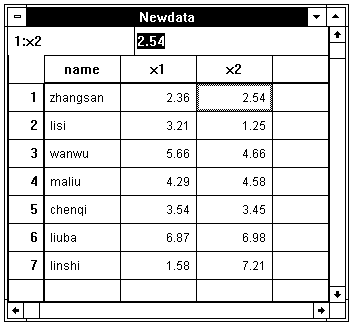 Newdata
1:x2 2.54
name x1 x2
1 zhangsan 2.36 2.54
2 lisi 3.21 1.25
3 wanwu 5.66 4.66
4 maliu 4.29 4.58
5 chenqi 3.54 3.45
6 liuba 6.87 6.98
7 linshi 1.58 7.21